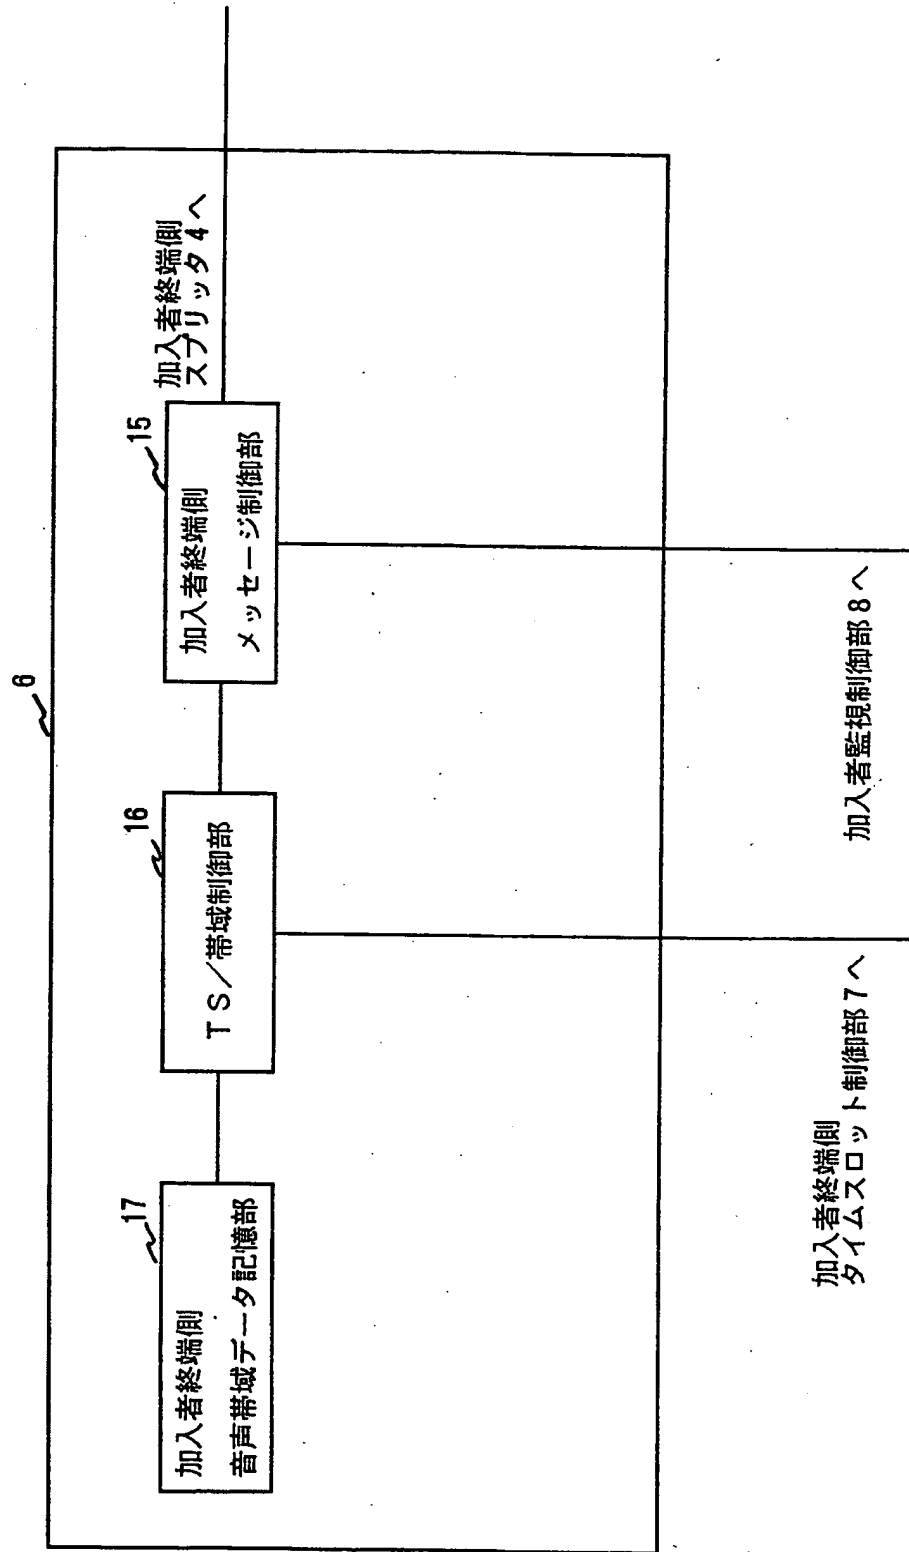 6
17
加入者終端側
音声帯域データ記憶部
16
ＴＳ／帯域制御部
15
加入者終端側
メッセージ制御部
加入者終端側
スプリッタ4へ
加入者終端側
タイムスロット制御部7へ
加入者監視制御部8へ